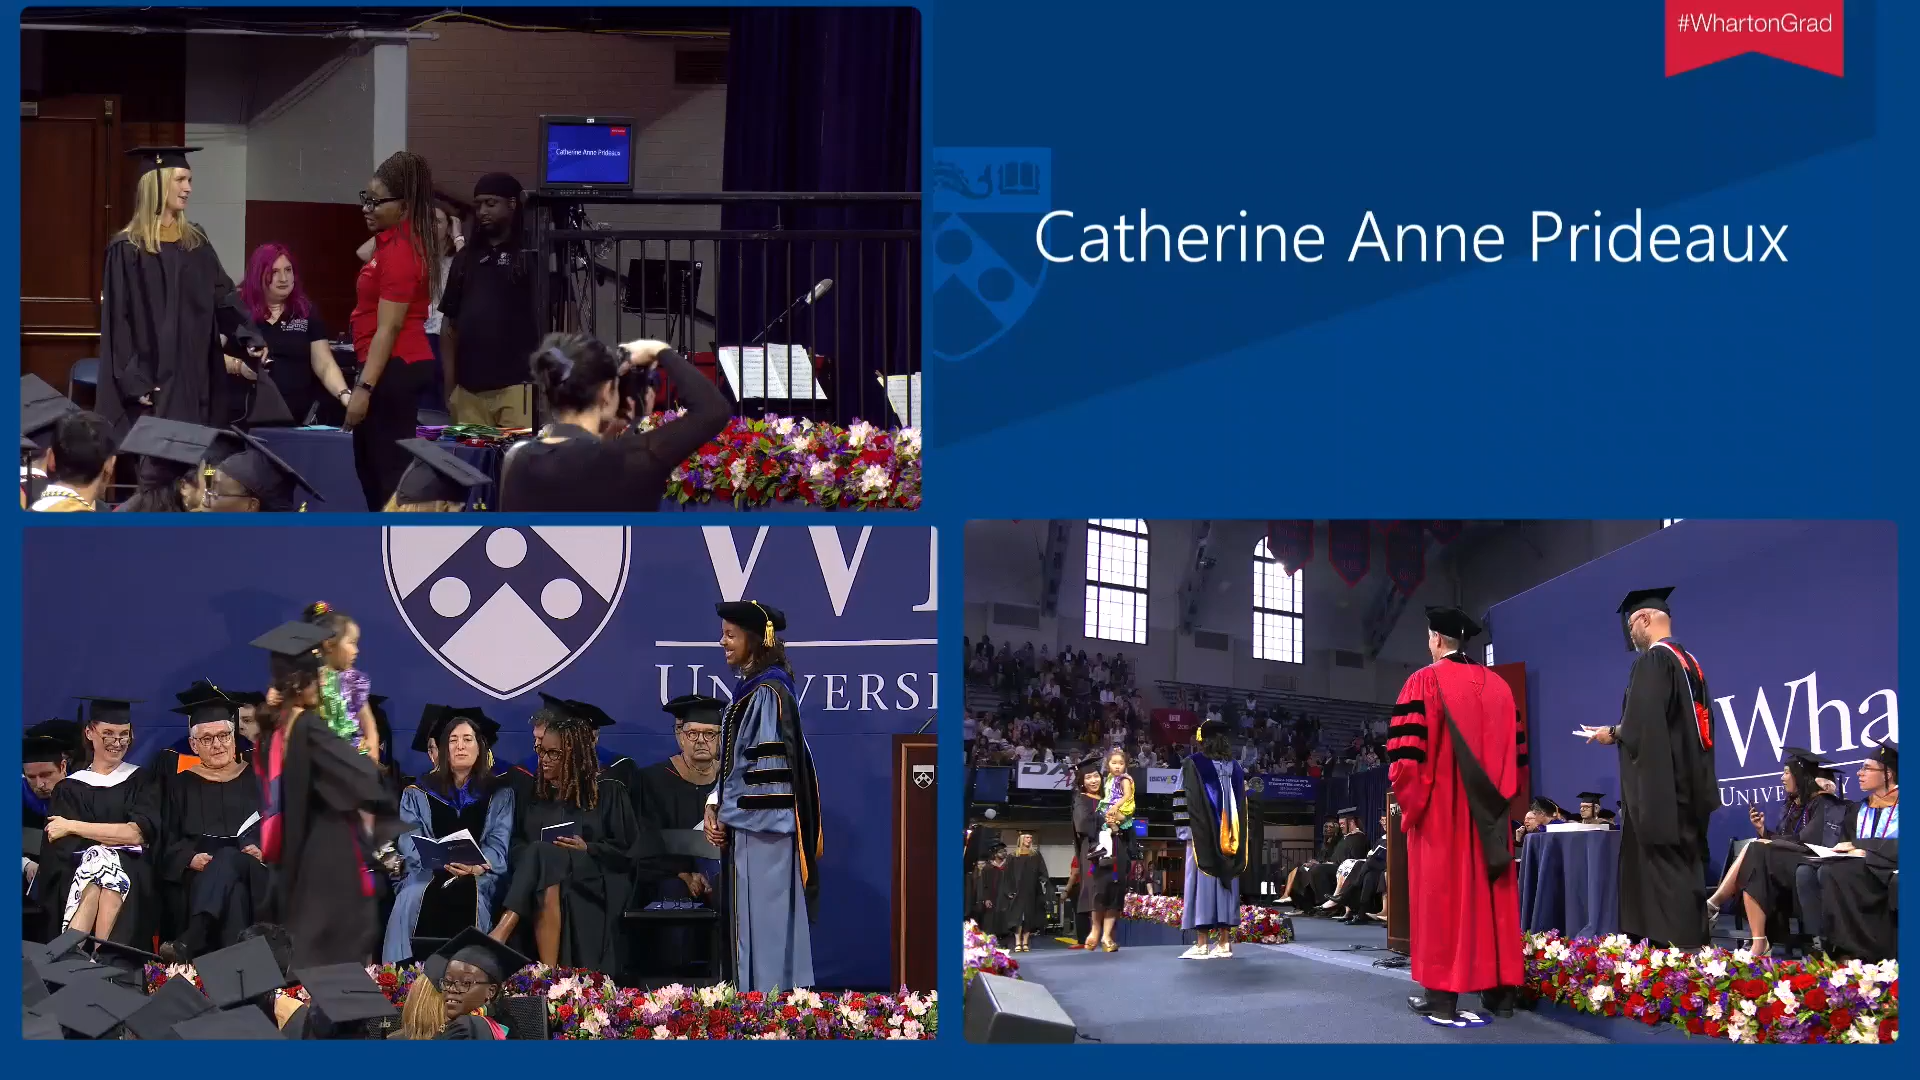 #WhartonGrad
Catherine Anne Prideaux
Catherine Anne Prideaux
W
UNIVERSI
Wha
UNIVE